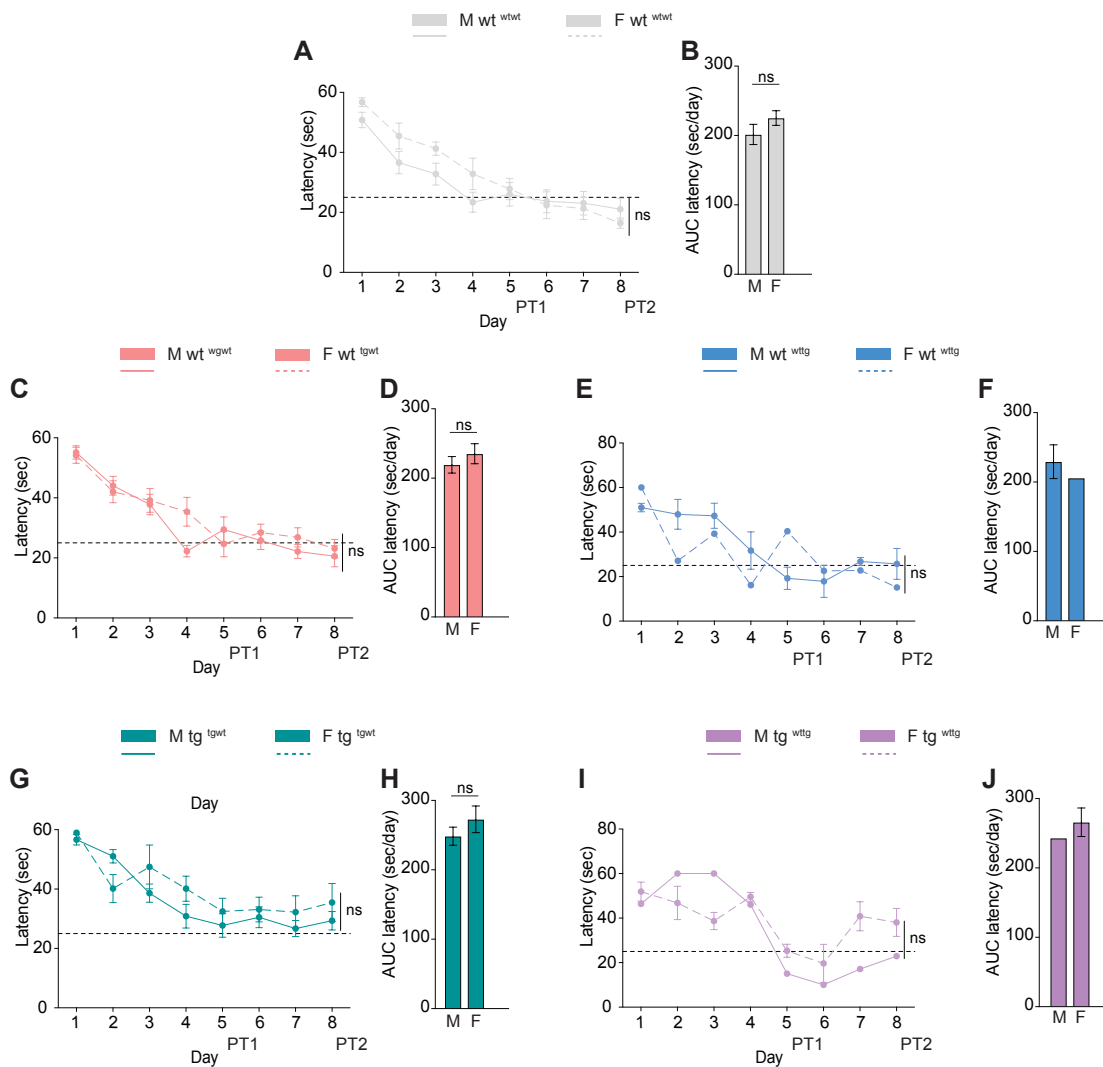 M wt wtwt F wt wtwt
A
60
40
20
0
Latency (sec)
ns
1 2 3 4 5 6 7 8
PT1 PT2
Day
B
300
200
100
0
AUC latency (sec/day)
ns
M F
M wt wgwt F wt tgwt
C
60
40
20
0
Latency (sec)
ns
1 2 3 4 5 6 7 8
PT1 PT2
Day
D
300
200
100
0
AUC latency (sec/day)
ns
M F
M wt wttg F wt wttg
E
80
60
40
20
0
Latency (sec)
ns
1 2 3 4 5 6 7 8
PT1 PT2
Day
F
300
200
100
0
AUC latency (sec/day)
M F
M tg tgwt F tg tgwt
G
Day
60
40
20
0
Latency (sec)
ns
1 2 3 4 5 6 7 8
PT1 PT2
Day
H
300
200
100
0
AUC latency (sec/day)
ns
M F
M tg wttg F tg wttg
I
80
60
40
20
0
Latency (sec)
ns
1 2 3 4 5 6 7 8
PT1 PT2
Day
J
300
200
100
0
AUC latency (sec/day)
M F